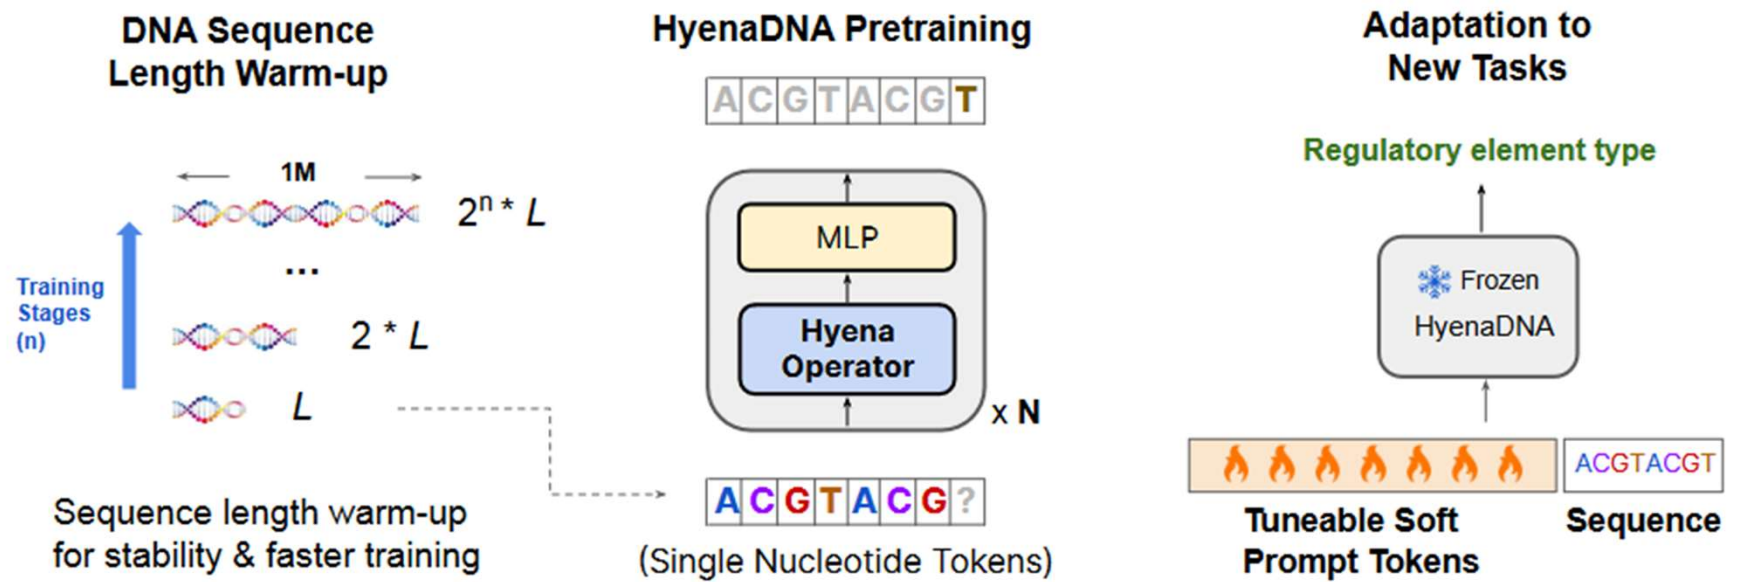 DNA Sequence
Length Warm-up
1M
2ⁿ * L
...
2 * L
L
Training
Stages
(n)
Sequence length warm-up
for stability & faster training
HyenaDNA Pretraining
ACGTACGT
MLP
Hyena
Operator
x N
ACGTACG?
(Single Nucleotide Tokens)
Adaptation to
New Tasks
Regulatory element type
Frozen
HyenaDNA
ACGTACGT
Tuneable Soft
Prompt Tokens
Sequence